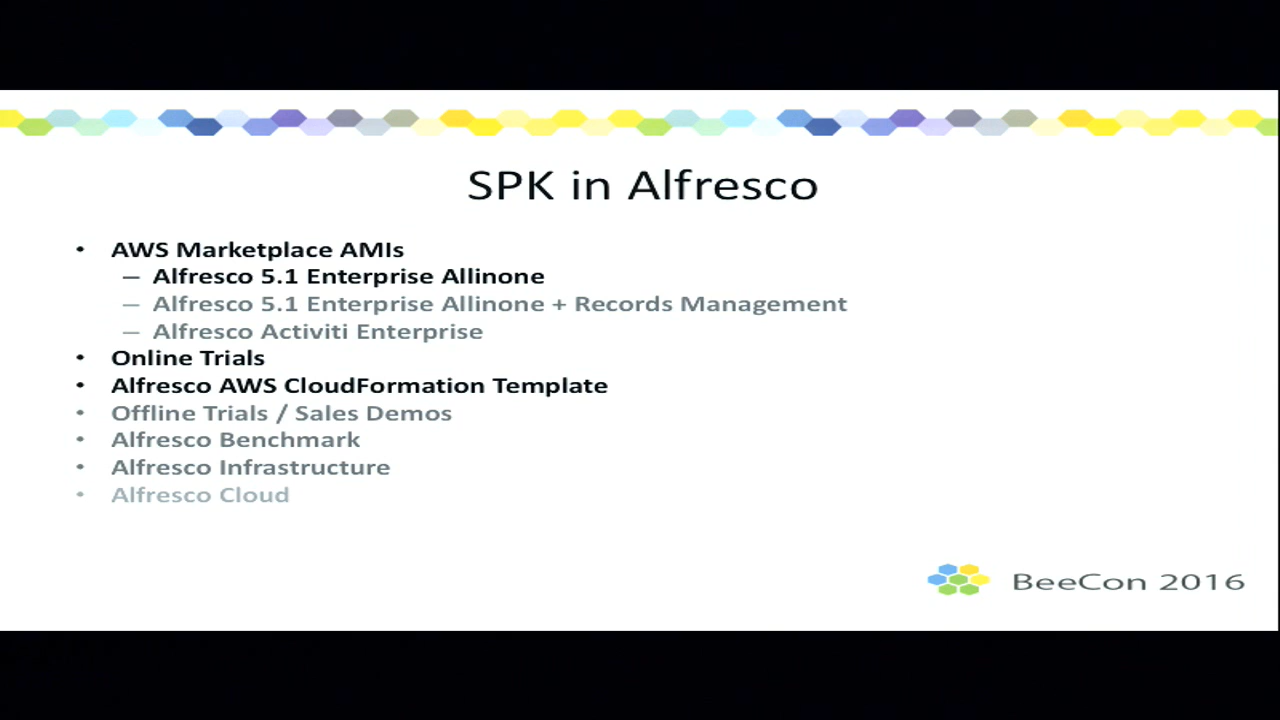 SPK in Alfresco
• AWS Marketplace AMIs
– Alfresco 5.1 Enterprise Allinone
– Alfresco 5.1 Enterprise Allinone + Records Management
– Alfresco Activiti Enterprise
• Online Trials
• Alfresco AWS CloudFormation Template
• Offline Trials / Sales Demos
• Alfresco Benchmark
• Alfresco Infrastructure
• Alfresco Cloud
BeeCon 2016